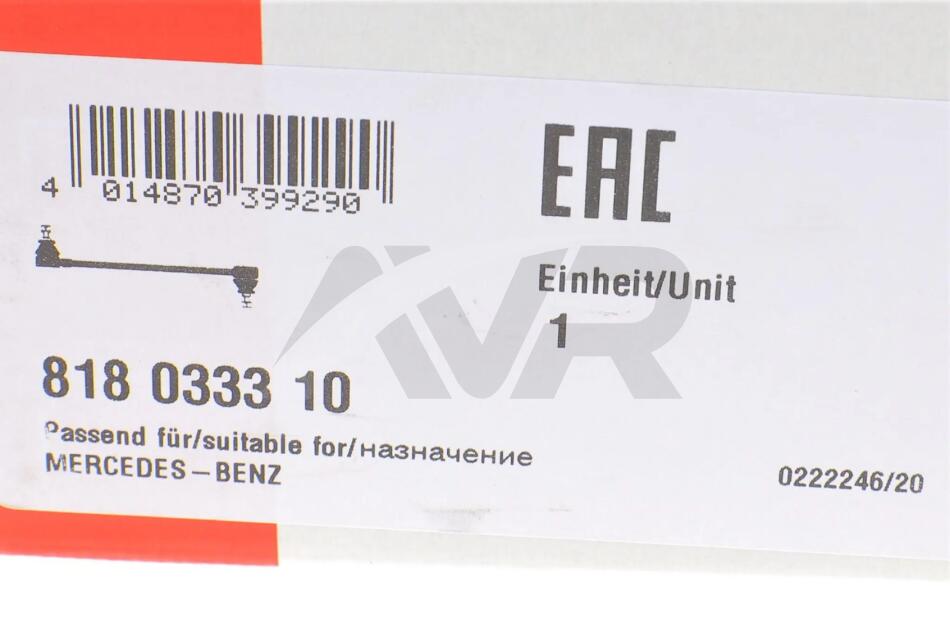 4 014870 399290
EAC
Einheit/Unit
1
818 0333 10
Passend für/suitable for/назначение
MERCEDES-BENZ
0222246/20